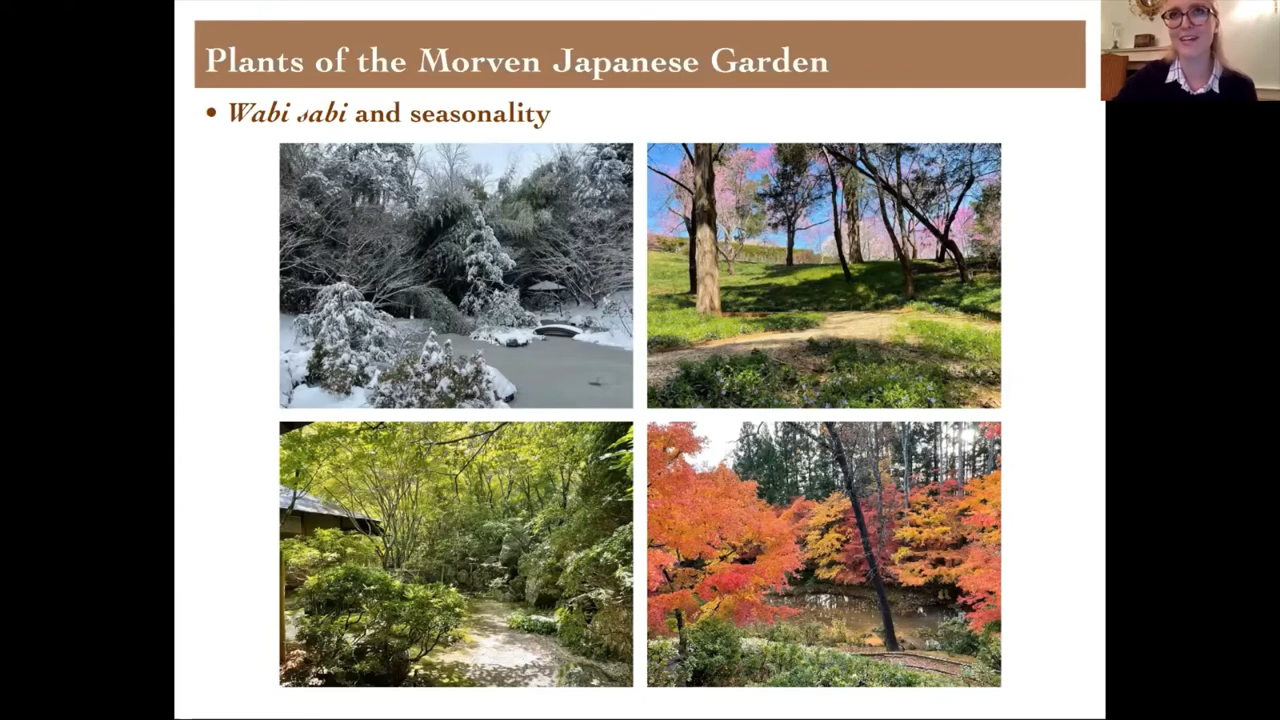 Plants of the Morven Japanese Garden
• Wabi sabi and seasonality